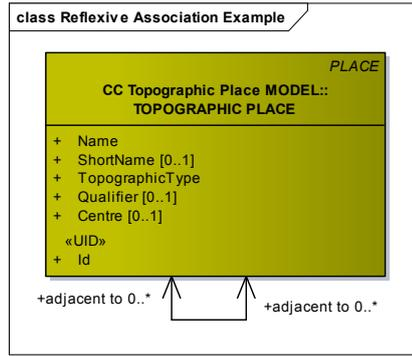 class Reflexive Association Example
PLACE
CC Topographic Place MODEL::
TOPOGRAPHIC PLACE
+ Name
+ ShortName [0..1]
+ TopographicType
+ Qualifier [0..1]
+ Centre [0..1]
«UID»
+ Id
+adjacent to 0..*
+adjacent to 0..*